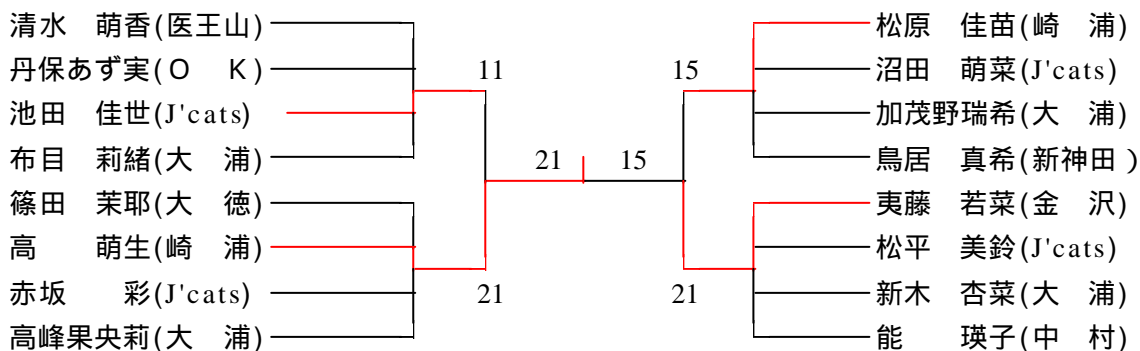 清水　萌香(医王山)
丹保あず実(Ｏ　Ｋ)
池田　佳世(J'cats)
布目　莉緒(大　浦)
篠田　茉耶(大　徳)
高　　萌生(崎　浦)
赤坂　　彩(J'cats)
高峰果央莉(大　浦)
11
21
21
15
15
21
松原　佳苗(崎　浦)
沼田　萌菜(J'cats)
加茂野瑞希(大　浦)
鳥居　真希(新神田)
夷藤　若菜(金　沢)
松平　美鈴(J'cats)
新木　杏菜(大　浦)
能　　瑛子(中　村)